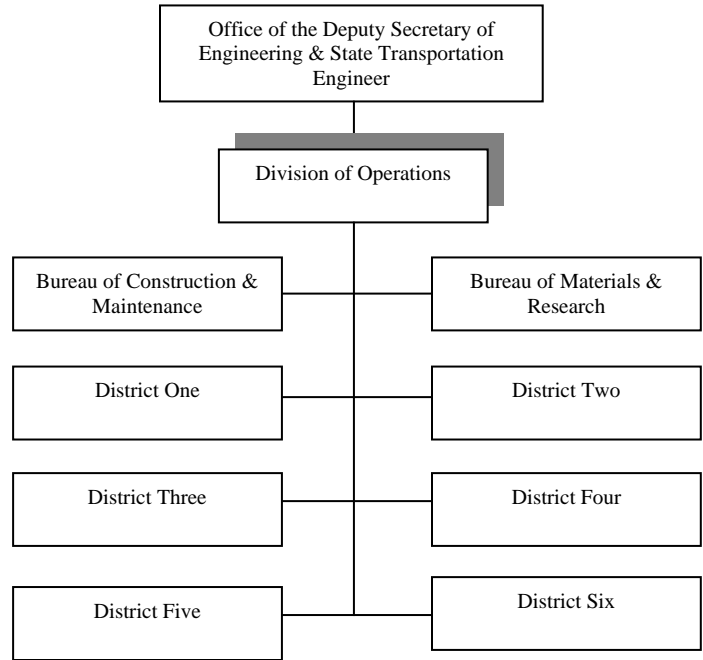 Office of the Deputy Secretary of
Engineering & State Transportation
Engineer
Division of Operations
Bureau of Construction &
Maintenance
Bureau of Materials &
Research
District One
District Two
District Three
District Four
District Five
District Six